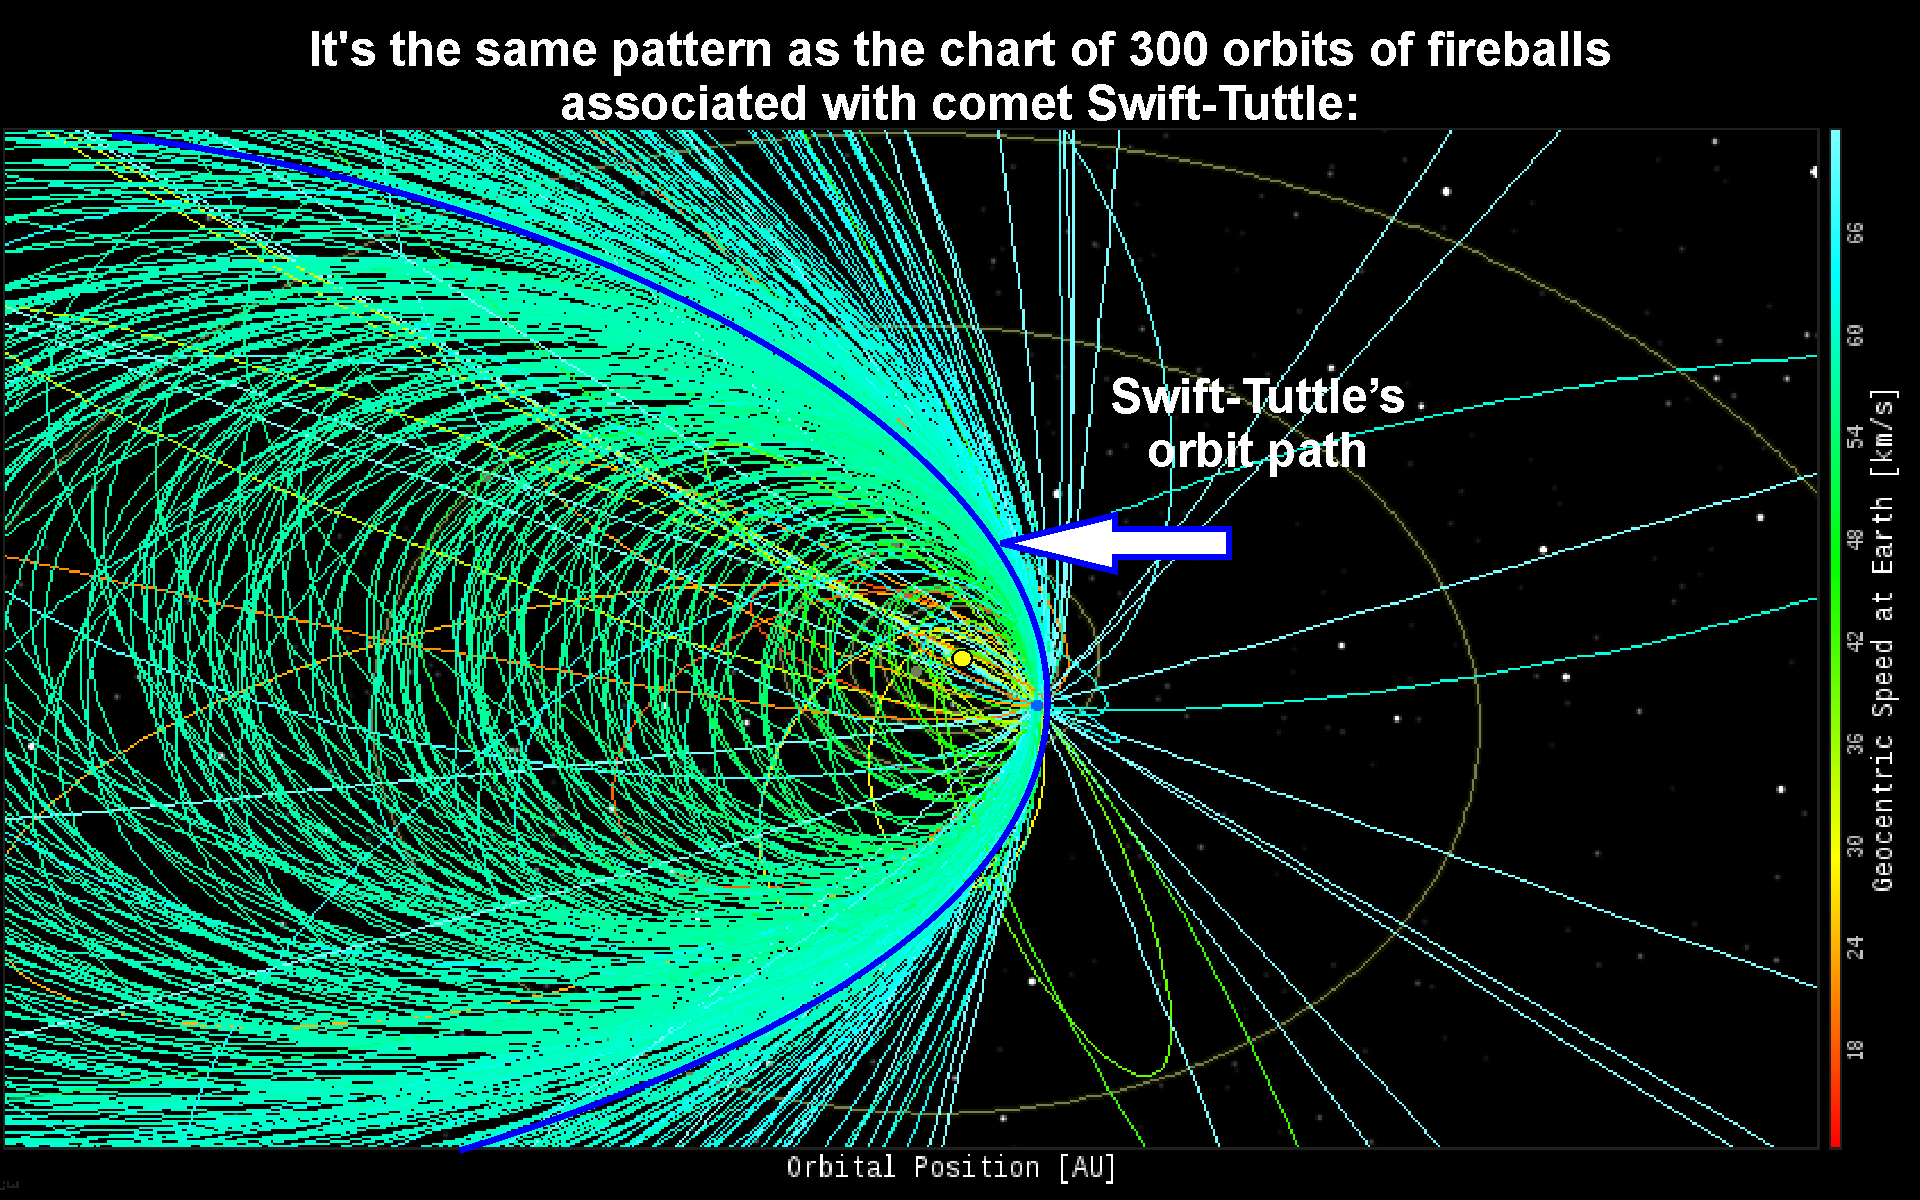 It's the same pattern as the chart of 300 orbits of fireballs
associated with comet Swift-Tuttle:
Swift-Tuttle’s
orbit path
66
60
54
48
42
36
30
24
18
Geocentric Speed at Earth [km/s]
Orbital Position [AU]